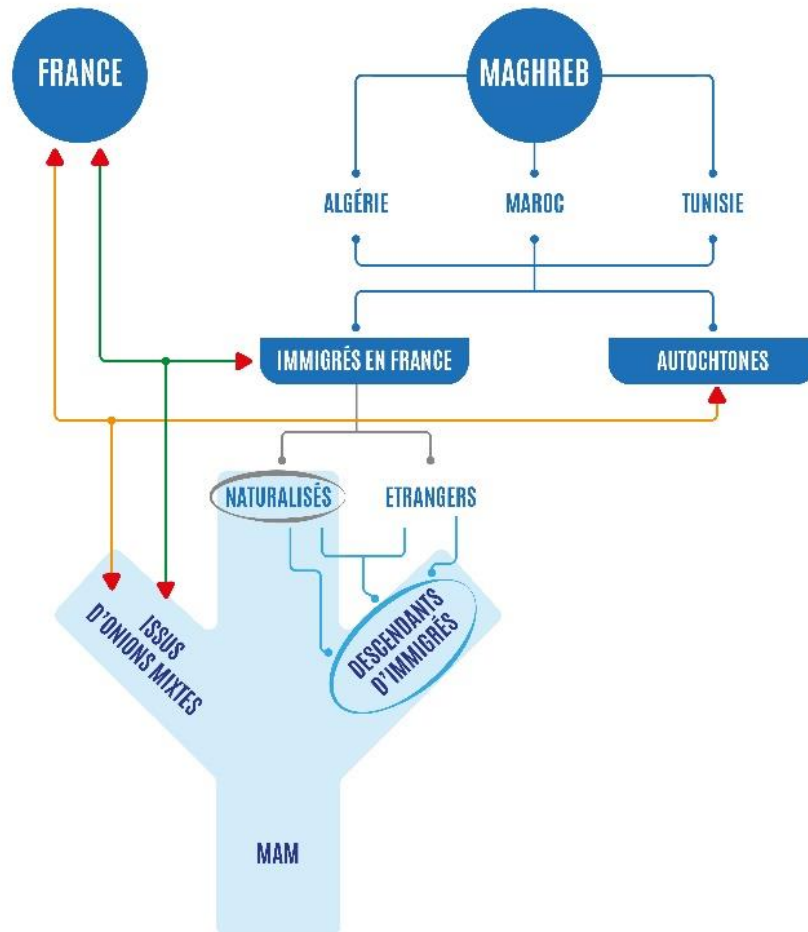 FRANCE
MAGHREB
ALGÉRIE
MAROC
TUNISIE
IMMIGRÉS EN FRANCE
AUTOCHTONES
NATURALISÉS
ETRANGERS
ISSUS
D'ONIONS MIXTES
DESCENDANTS
D'IMMIGRÉS
MAM